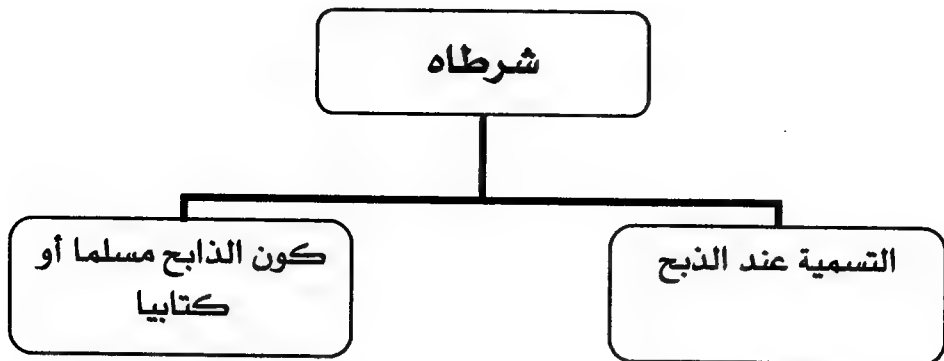 شرطاه
التسمية عند الذبح
كون الذابح مسلما أو
كتابيا